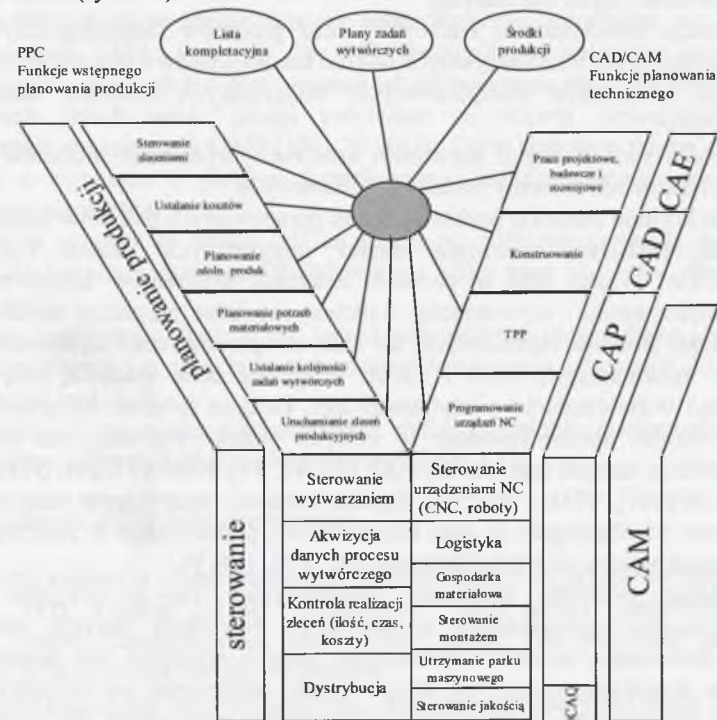 Lista
kompletacyjna
Plany zadań
wytwórczych
Środki
produkcji
PPC
Funkcje wstępnego
planowania produkcji
CAD/CAM
Funkcje planowania
technicznego
planowanie produkcji
Sterowanie
zleceniami
Ustalanie kosztów
Planowanie
zdoln. produk.
Planowanie potrzeb
materiałowych
Ustalanie kolejności
zadań wytwórczych
Uruchamianie zleceń
produkcyjnych
Prace projektowe,
badawcze i
rozwojowe
Konstruowanie
TPP
Programowanie
urządzeń NC
CAP
CAD
CAE
sterowanie
Sterowanie
wytwarzaniem
Akwizycja
danych procesu
wytwórczego
Kontrola realizacji
zleceń (ilość, czas,
koszty)
Dystrybucja
Sterowanie
urządzeniami NC
(CNC, roboty)
Logistyka
Gospodarka
materiałowa
Sterowanie
montażem
Utrzymanie parku
maszynowego
Sterowanie jakością
CAQ
CAM